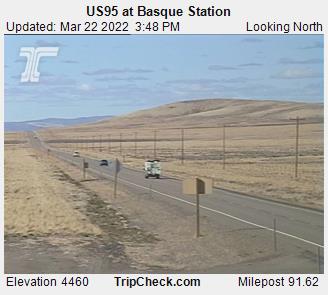 US95 at Basque Station
Updated: Mar 22 2022 3:48 PM Looking North
Elevation 4460 TripCheck.com Milepost 91.62